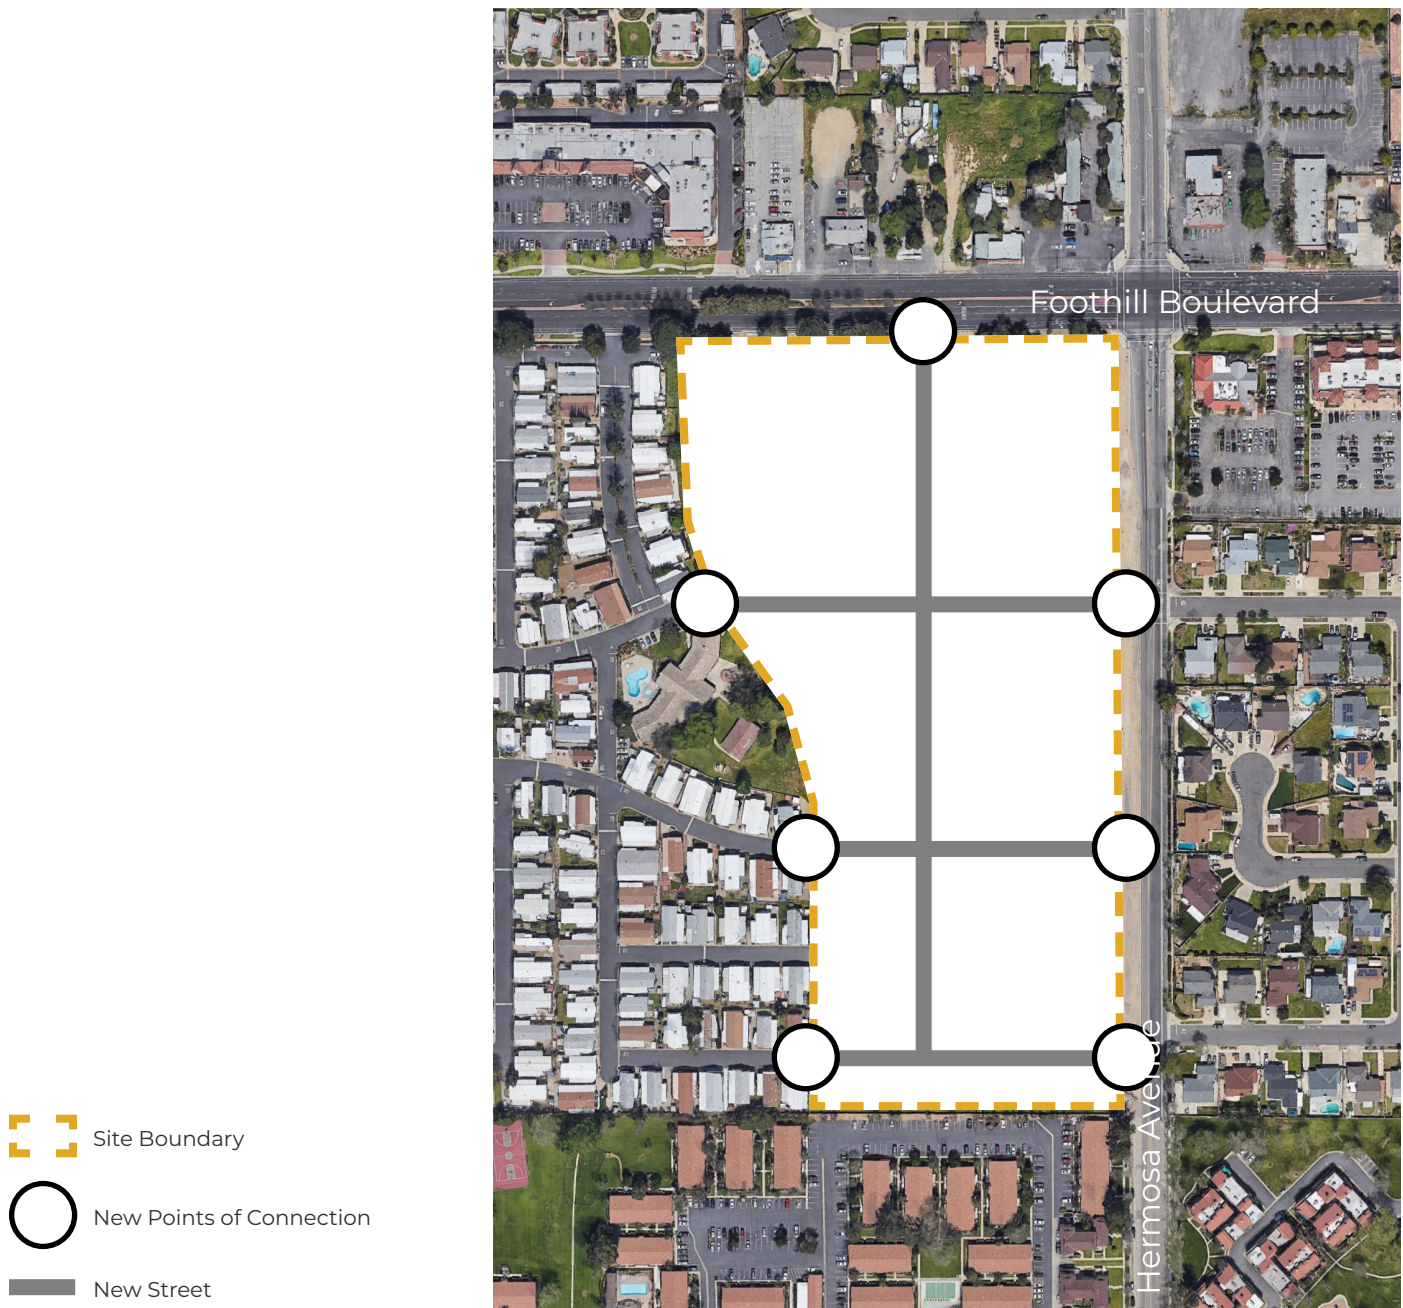 Foothill Boulevard
Hermosa Avenue
Site Boundary
New Points of Connection
New Street